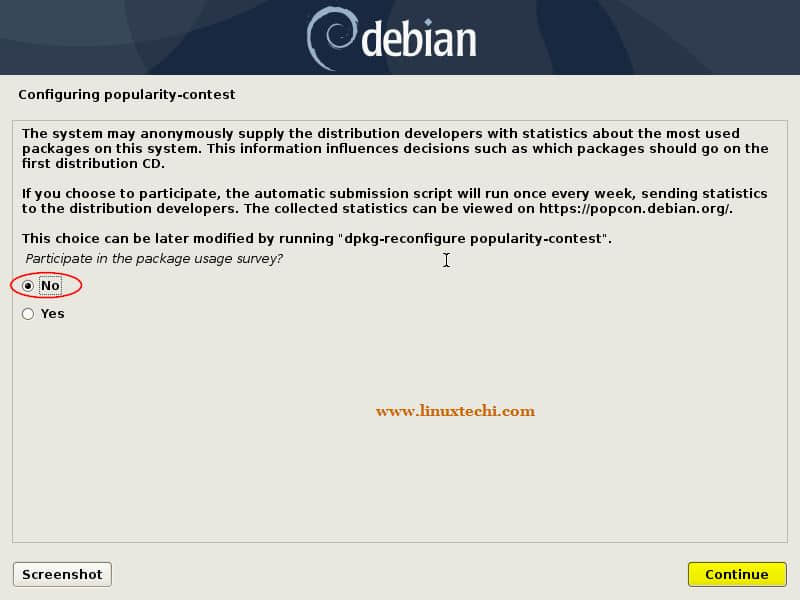 debian
Configuring popularity-contest
The system may anonymously supply the distribution developers with statistics about the most used
packages on this system. This information influences decisions such as which packages should go on the
first distribution CD.
If you choose to participate, the automatic submission script will run once every week, sending statistics
to the distribution developers. The collected statistics can be viewed on https://popcon.debian.org/.
This choice can be later modified by running "dpkg-reconfigure popularity-contest".
Participate in the package usage survey?
No
Yes
www.linuxtechi.com
Screenshot
Continue